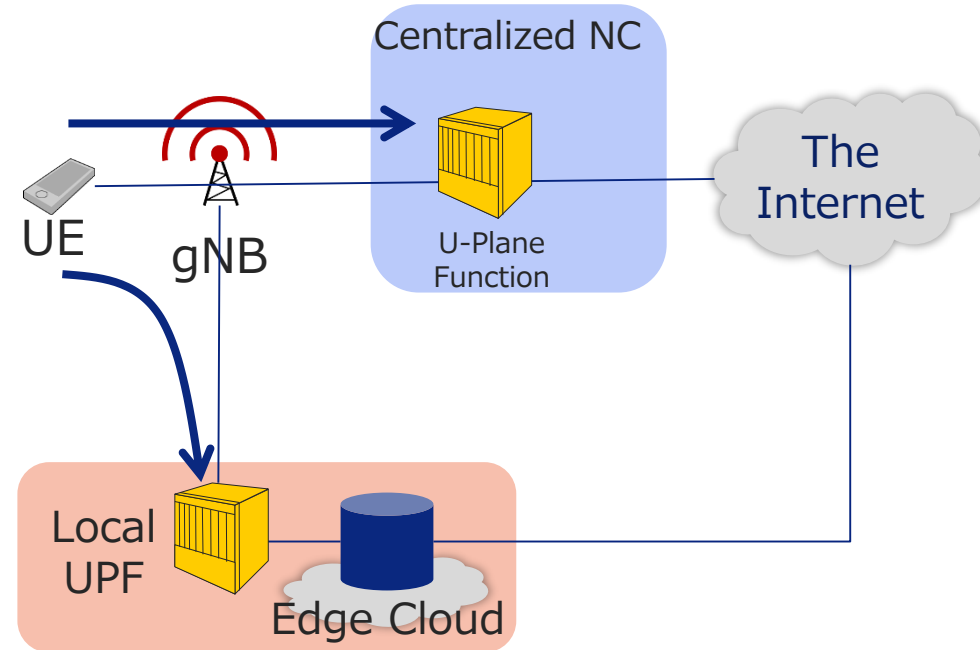 Centralized NC
The
Internet
UE
gNB
U-Plane
Function
Local
UPF
Edge Cloud